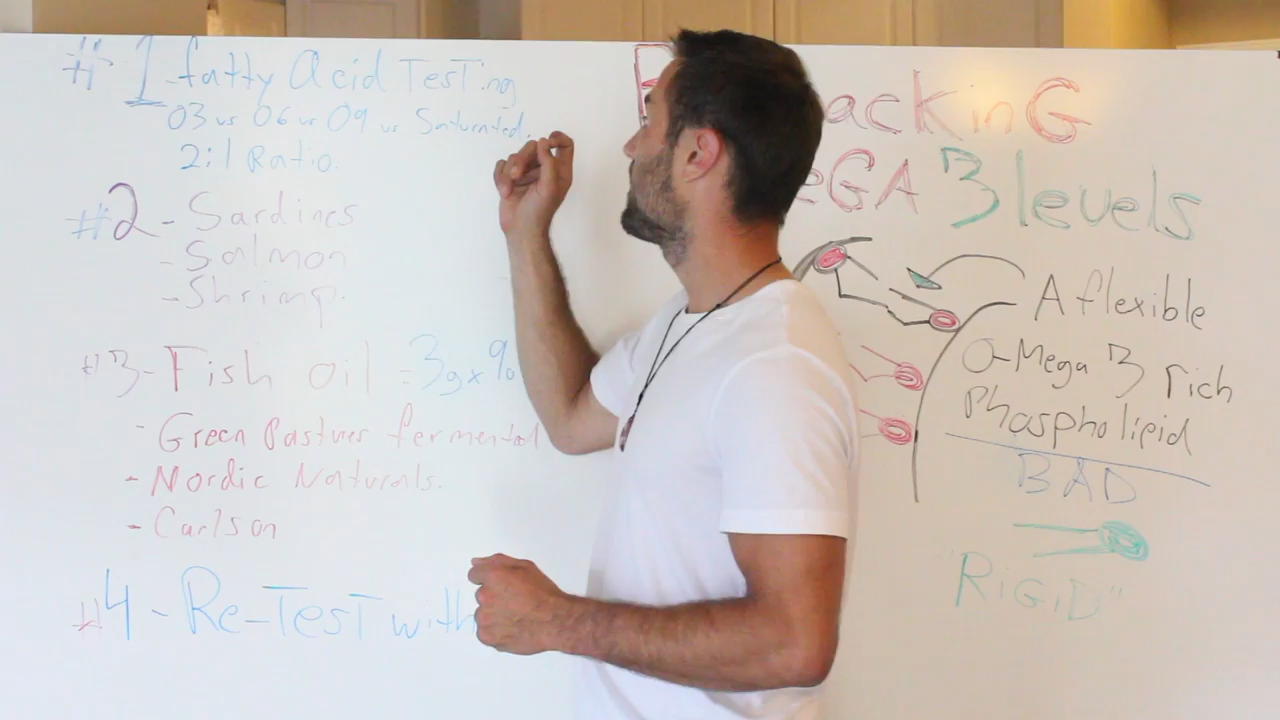 #1 fatty Acid TesTing
O3 vs O6 vs O9 vs Saturated.
2:1 Ratio.
#2 - Sardines
- Salmon
- Shrimp.
#3 - Fish oil = 3g x %
- Green Pastures fermented
- Nordic Naturals.
- Carlson
#4 - Re-TesT with
ackinG
eGA 3 levels
A flexible
O-Mega 3 rich
Phospholipid
BAD
"RiGiD"